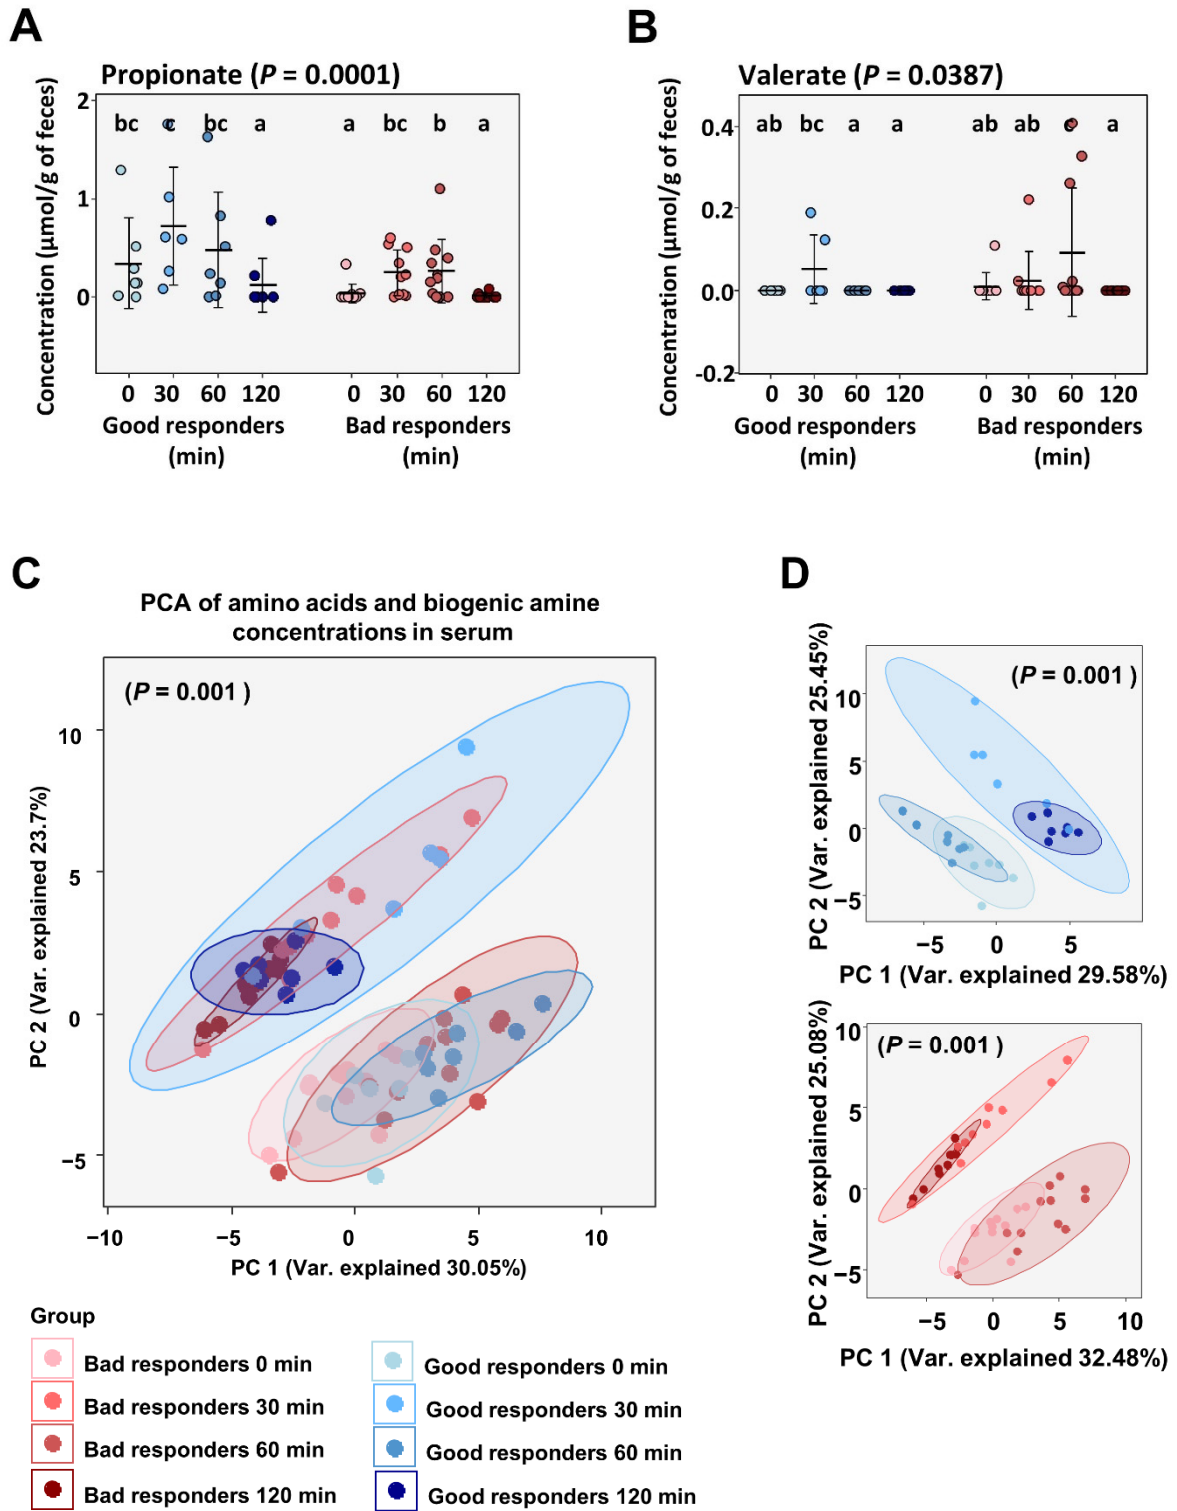 A
B
Propionate (P = 0.0001)
Valerate (P = 0.0387)
Concentration (µmol/g of feces)
2
1
0
bc c bc a a bc b a
0 30 60 120 0 30 60 120
Good responders Bad responders
(min) (min)
Concentration (µmol/g of feces)
0.4
0.2
0.0
-0.2
ab bc a a ab ab c a
0 30 60 120 0 30 60 120
Good responders Bad responders
(min) (min)
C
PCA of amino acids and biogenic amine
concentrations in serum
(P = 0.001 )
PC 2 (Var. explained 23.7%)
10
5
0
−5
−10 −5 0 5 10
PC 1 (Var. explained 30.05%)
D
(P = 0.001 )
PC 2 (Var. explained 25.45%)
10
5
0
−5
−5 0 5
PC 1 (Var. explained 29.58%)
(P = 0.001 )
PC 2 (Var. explained 25.08%)
10
5
0
−5
−5 0 5 10
PC 1 (Var. explained 32.48%)
Group
Bad responders 0 min
Bad responders 30 min
Bad responders 60 min
Bad responders 120 min
Good responders 0 min
Good responders 30 min
Good responders 60 min
Good responders 120 min